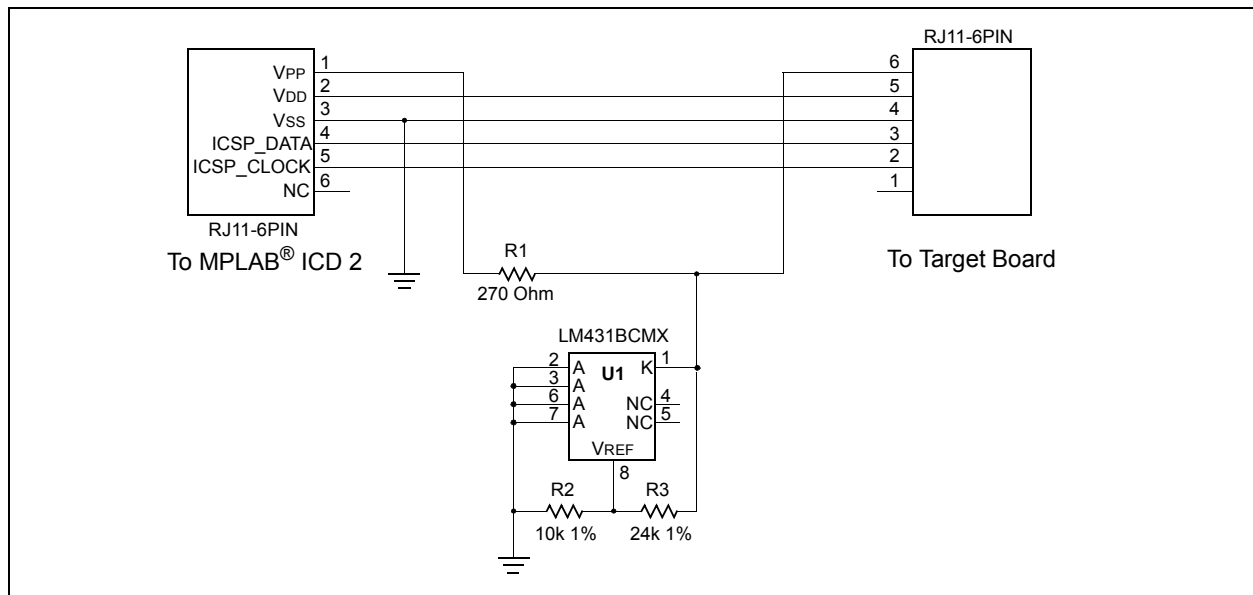 RJ11-6PIN
VPP 1
VDD 2
VSS 3
ICSP_DATA 4
ICSP_CLOCK 5
NC 6
RJ11-6PIN
To MPLAB® ICD 2
6
5
4
3
2
1
To Target Board
R1
270 Ohm
LM431BCMX
2 A
3 A
6 A
7 A
U1
K 1
NC 4
NC 5
VREF
8
R2
10k 1%
R3
24k 1%